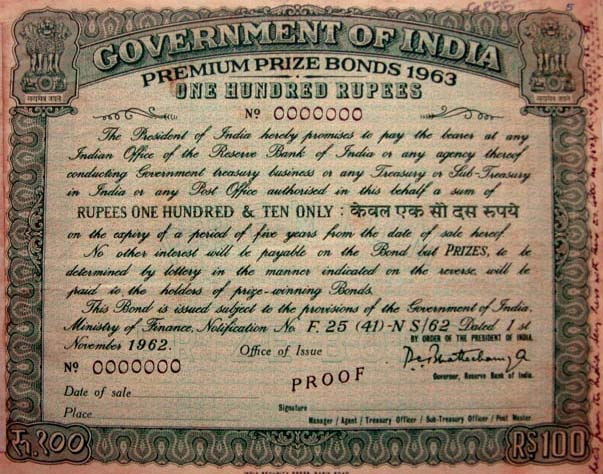 GOVERNMENT OF INDIA
PREMIUM PRIZE BONDS 1963
ONE HUNDRED RUPEES
Nº 0000000
The President of India hereby promises to pay the bearer at any
Indian Office of the Reserve Bank of India or any agency thereof
conducting Government treasury business or any Treasury or Sub-Treasury
in India or any Post Office authorised in this behalf a sum of
RUPEES ONE HUNDRED & TEN ONLY : केवल एक सौ दस रूपये
on the expiry of a period of five years from the date of sale hereof.
No other interest will be payable on the Bond but PRIZES, to be
determined by lottery in the manner indicated on the reverse, will be
paid to the holders of prize-winning Bonds.
This Bond is issued subject to the provisions of the Government of India,
Ministry of Finance, Notification No F. 25 (41)-N S/62 Dated 1st
November 1962.
BY ORDER OF THE PRESIDENT OF INDIA.
Nº 0000000
Office of Issue
Governor, Reserve Bank of India.
PROOF
Date of sale
Place
Signature
Manager / Agent / Treasury Officer / Sub-Treasury Officer / Post Master
रु. १००
RS 100